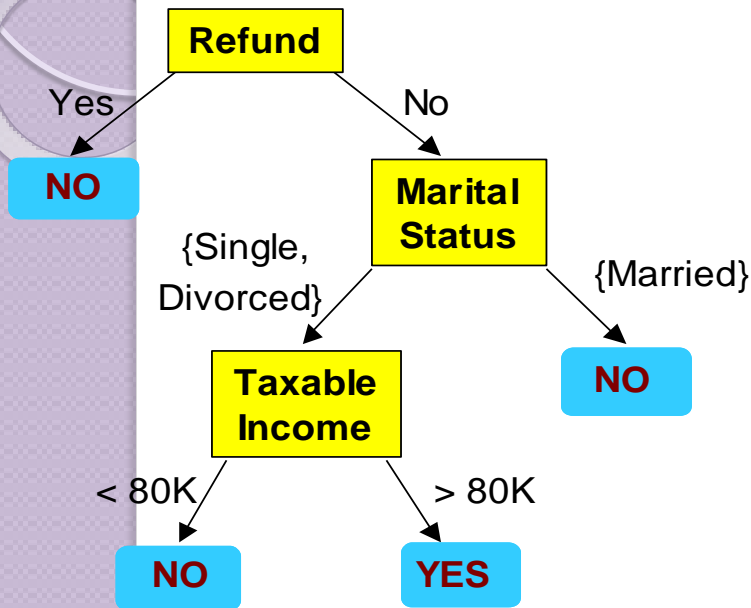 Refund
Yes
No
NO
Marital
Status
{Single,
Divorced}
{Married}
Taxable
Income
NO
< 80K
> 80K
NO
YES